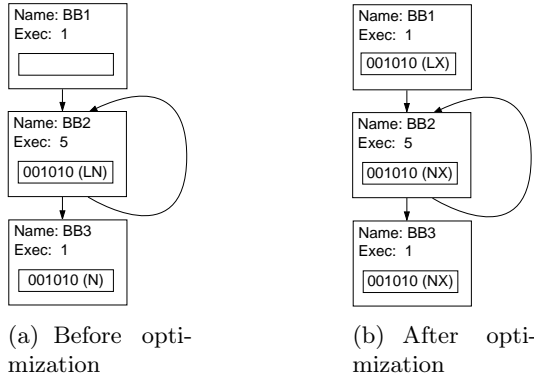 Name: BB1
Exec: 1
Name: BB2
Exec: 5
001010 (LN)
Name: BB3
Exec: 1
001010 (N)
(a) Before opti-
mization
Name: BB1
Exec: 1
001010 (LX)
Name: BB2
Exec: 5
001010 (NX)
Name: BB3
Exec: 1
001010 (NX)
(b) After opti-
mization